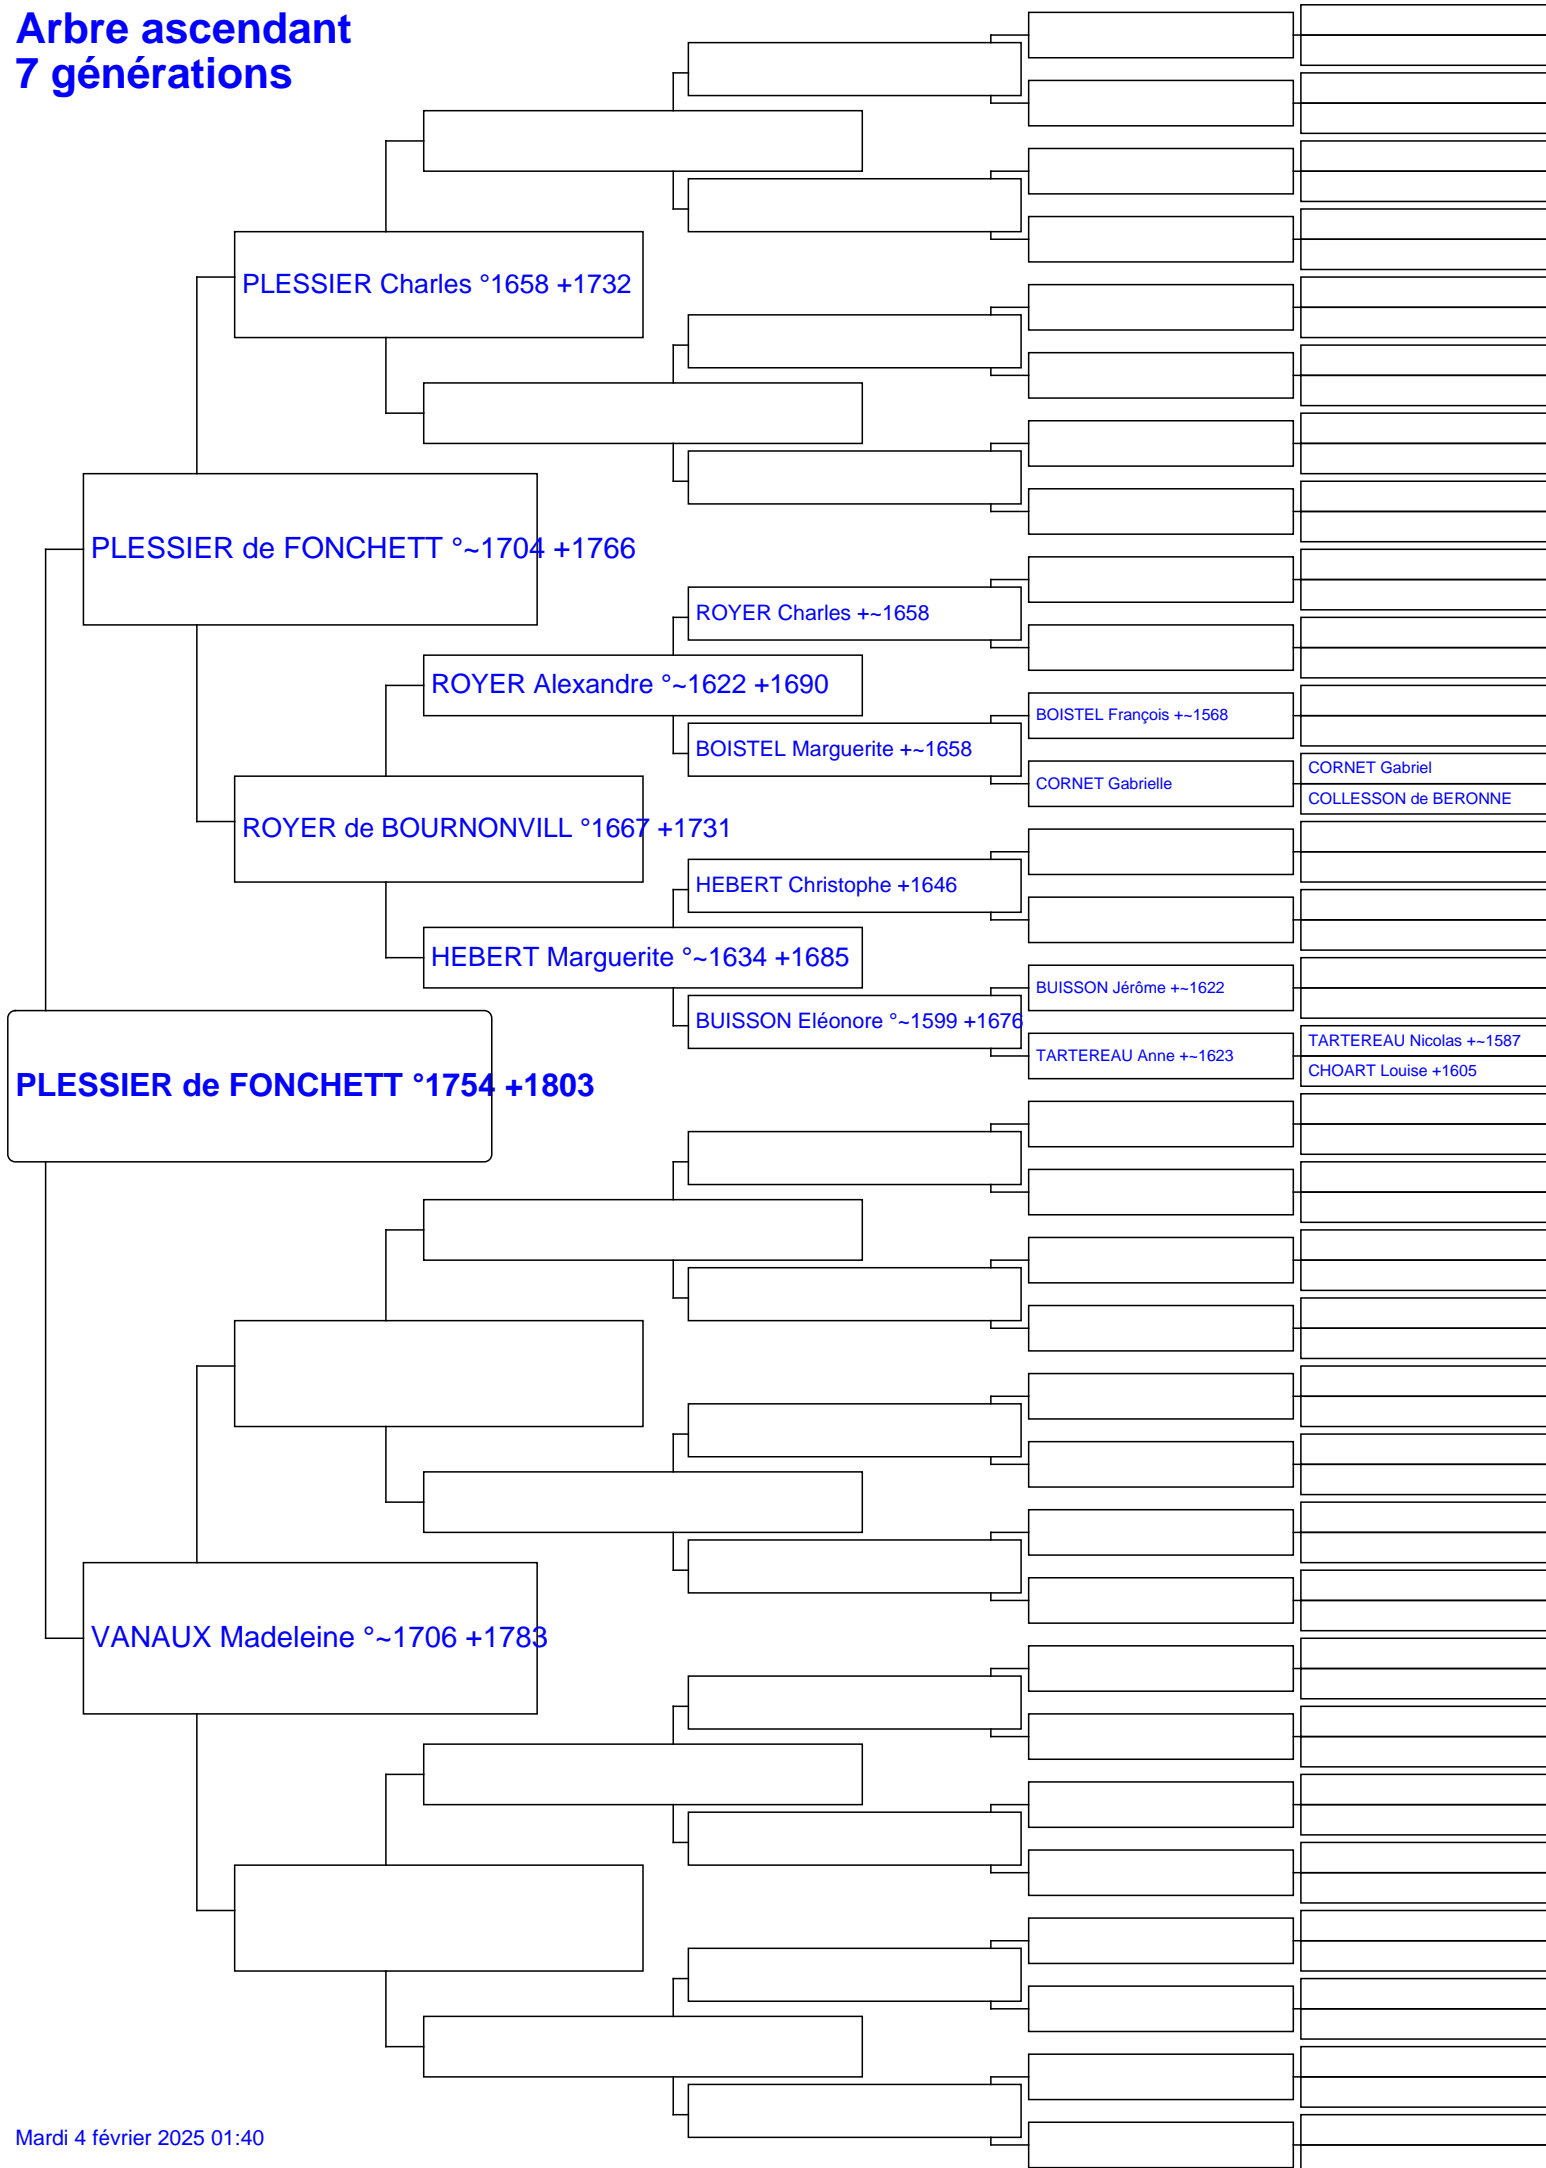 Arbre ascendant
7 générations
PLESSIER Charles °1658 +1732
PLESSIER de FONCHETT °~1704 +1766
ROYER Charles +~1658
ROYER Alexandre °~1622 +1690
BOISTEL François +~1568
BOISTEL Marguerite +~1658
CORNET Gabriel
CORNET Gabrielle
COLLESSON de BERONNE
ROYER de BOURNONVILL °1667 +1731
HEBERT Christophe +1646
HEBERT Marguerite °~1634 +1685
BUISSON Jérôme +~1622
BUISSON Eléonore °~1599 +1676
TARTEREAU Nicolas +~1587
TARTEREAU Anne +~1623
CHOART Louise +1605
PLESSIER de FONCHETT °1754 +1803
VANAUX Madeleine °~1706 +1783
Mardi 4 février 2025 01:40